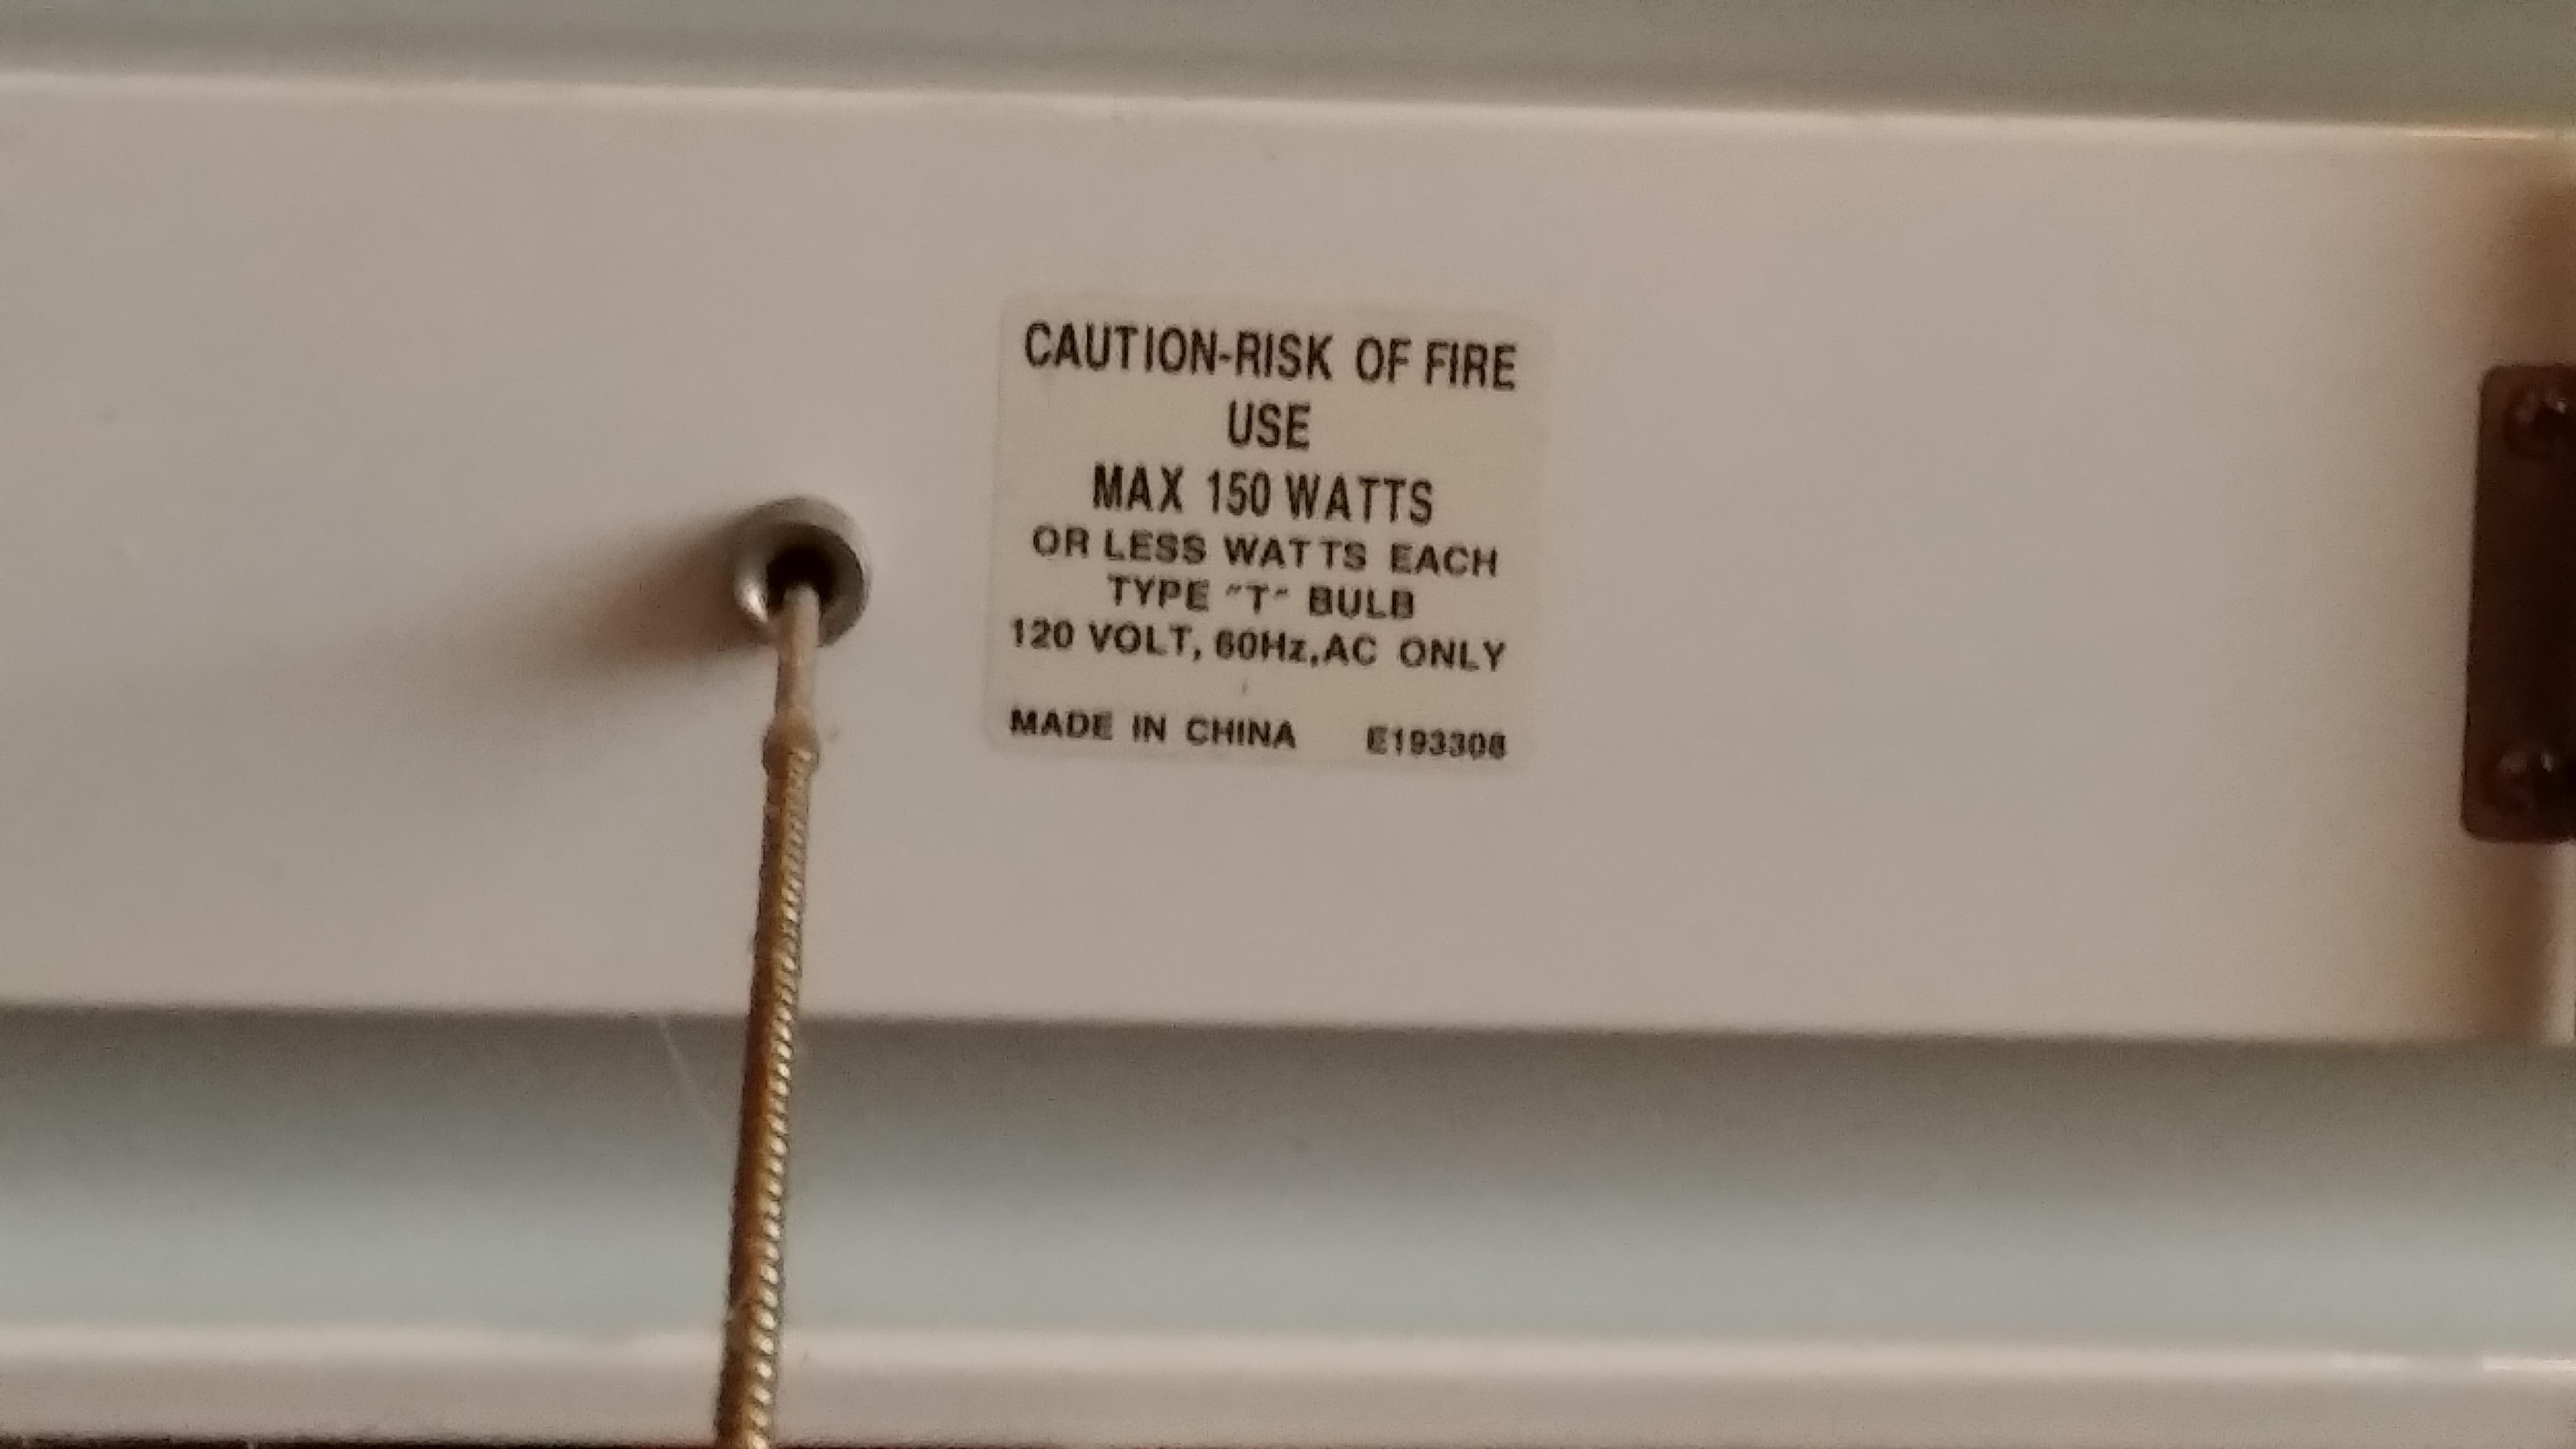 CAUTION-RISK OF FIRE
USE
MAX 150 WATTS
OR LESS WATTS EACH
TYPE "T" BULB
120 VOLT, 60Hz,AC ONLY
MADE IN CHINA E193308